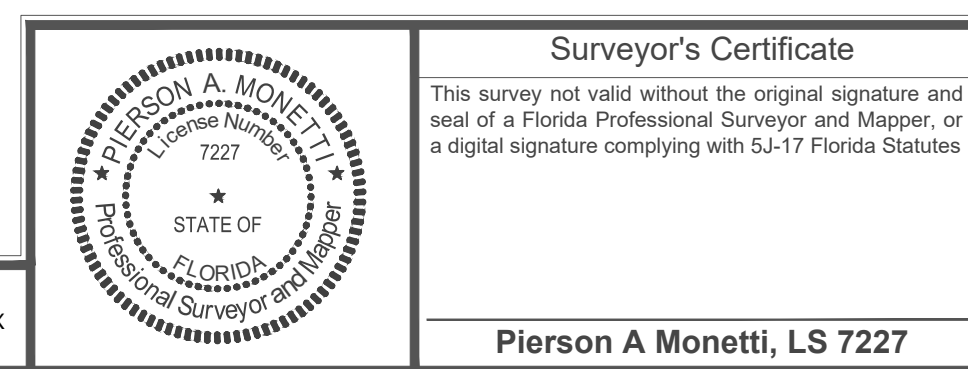 PIERSON A. MONETTI
License Number
7227
STATE OF
FLORIDA
Professional Surveyor and Mapper
Surveyor's Certificate
This survey not valid without the original signature and
seal of a Florida Professional Surveyor and Mapper, or
a digital signature complying with 5J-17 Florida Statutes
Pierson A Monetti, LS 7227
X